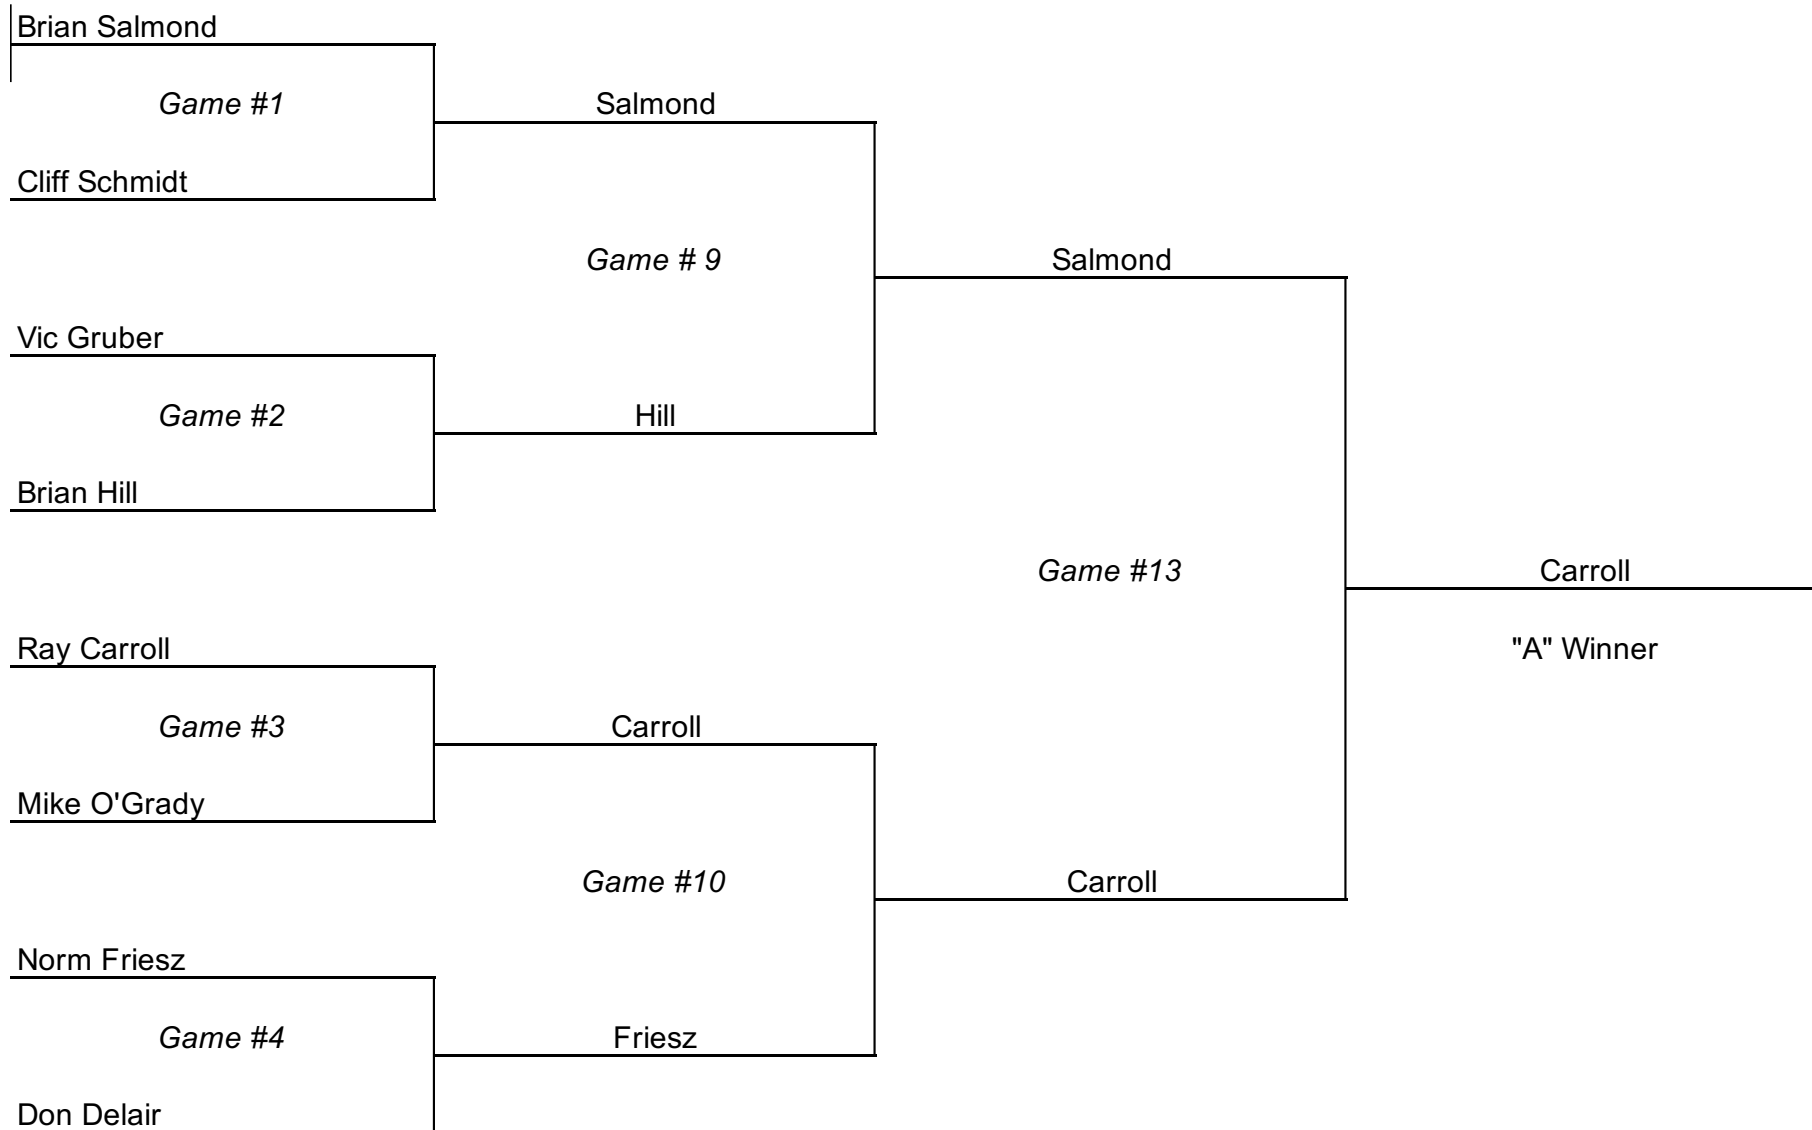 Brian Salmond
Game #1
Salmond
Cliff Schmidt
Game # 9
Salmond
Vic Gruber
Game #2
Hill
Brian Hill
Game #13
Carroll
Ray Carroll
"A" Winner
Game #3
Carroll
Mike O'Grady
Game #10
Carroll
Norm Friesz
Game #4
Friesz
Don Delair